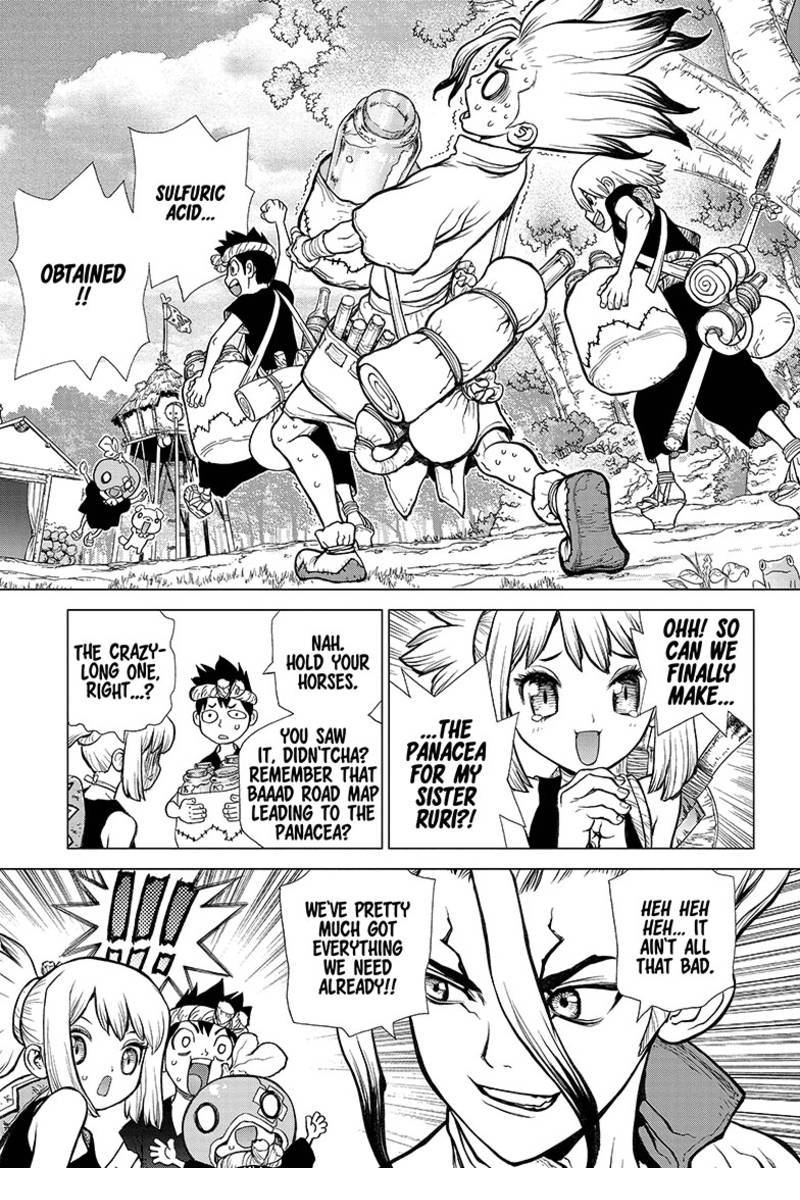 SULFURIC
ACID...
OBTAINED
!!
OHH! SO
CAN WE
FINALLY
MAKE...
...THE
PANACEA
FOR MY
SISTER
RURI?!
NAH.
HOLD YOUR
HORSES.
YOU SAW
IT, DIDN'TCHA?
REMEMBER THAT
BAAAD ROAD MAP
LEADING TO THE
PANACEA?
THE CRAZY-
LONG ONE,
RIGHT...?
HEH HEH
HEH... IT
AIN'T ALL
THAT BAD.
WE'VE PRETTY
MUCH GOT
EVERYTHING
WE NEED
ALREADY!!
!!!